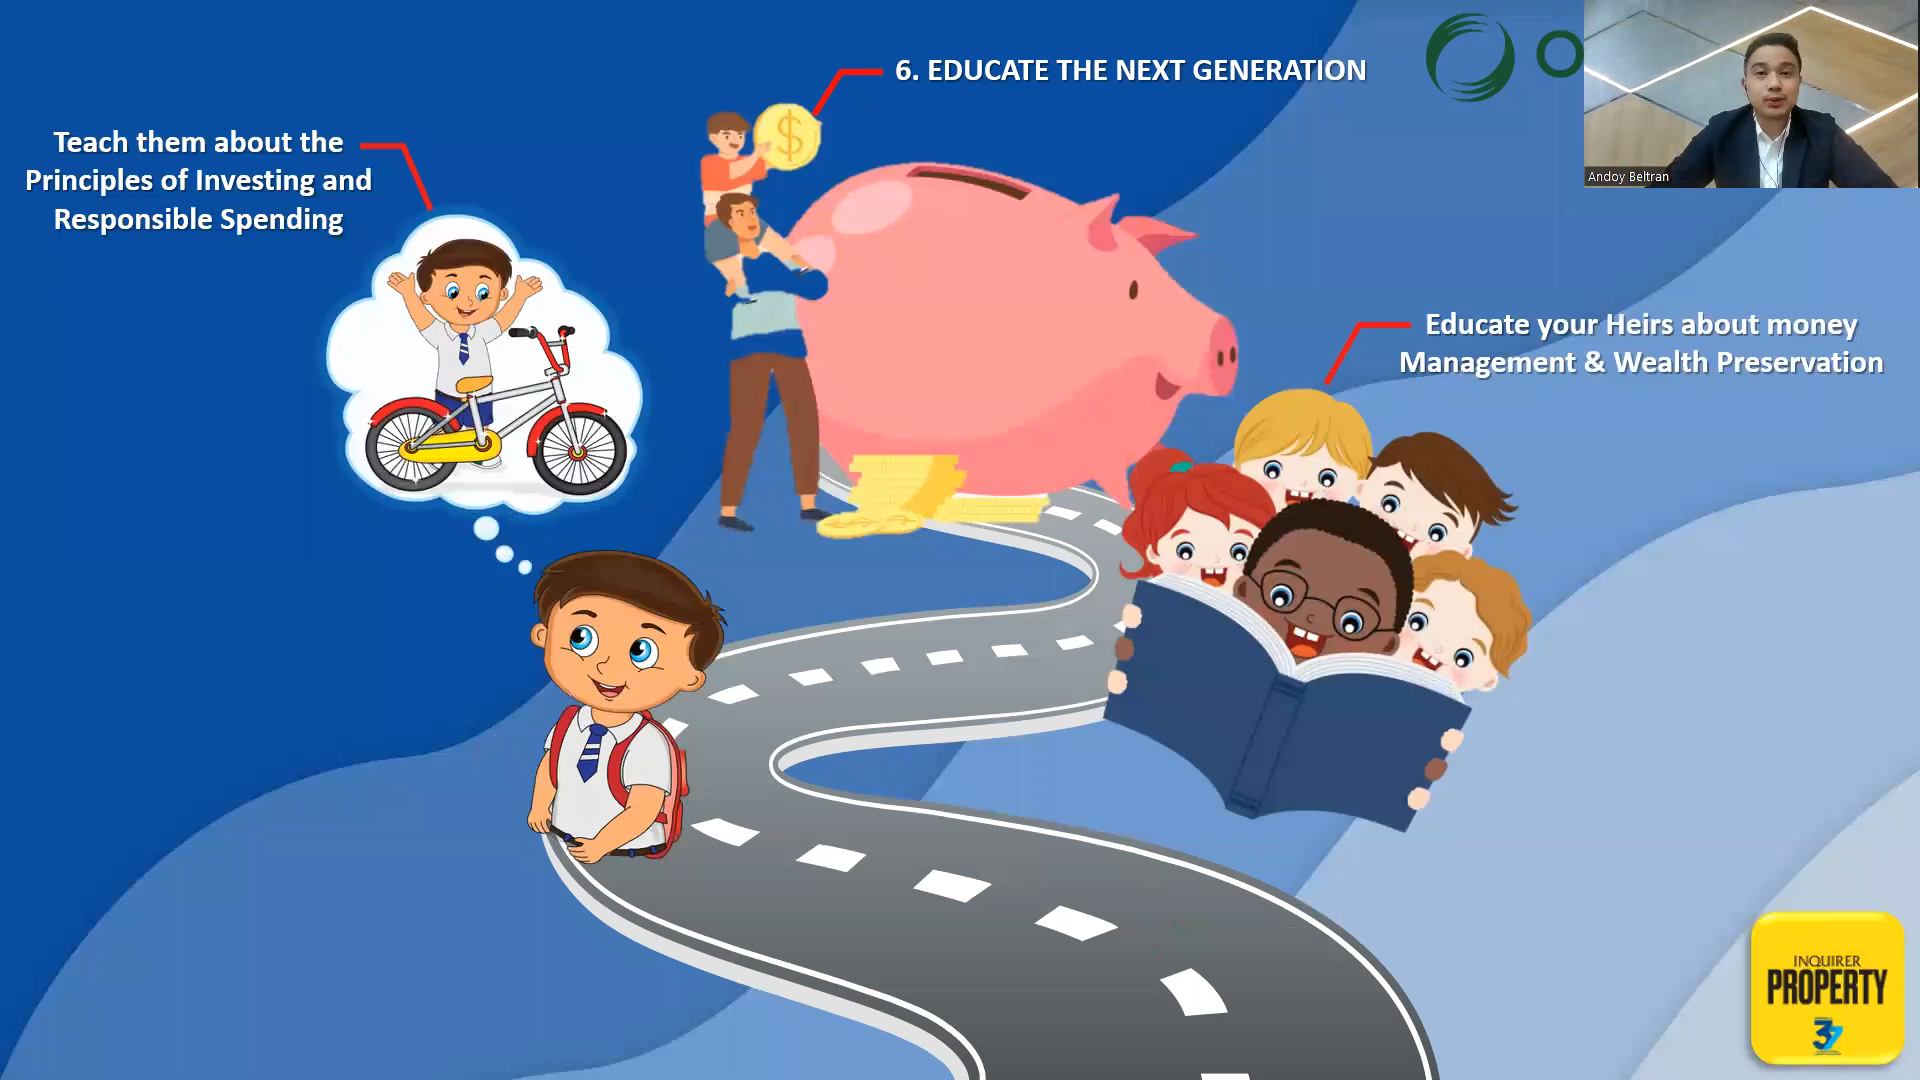 6. EDUCATE THE NEXT GENERATION
Teach them about the
Principles of Investing and
Responsible Spending
Educate your Heirs about money
Management & Wealth Preservation
Andoy Beltran
INQUIRER
PROPERTY
37